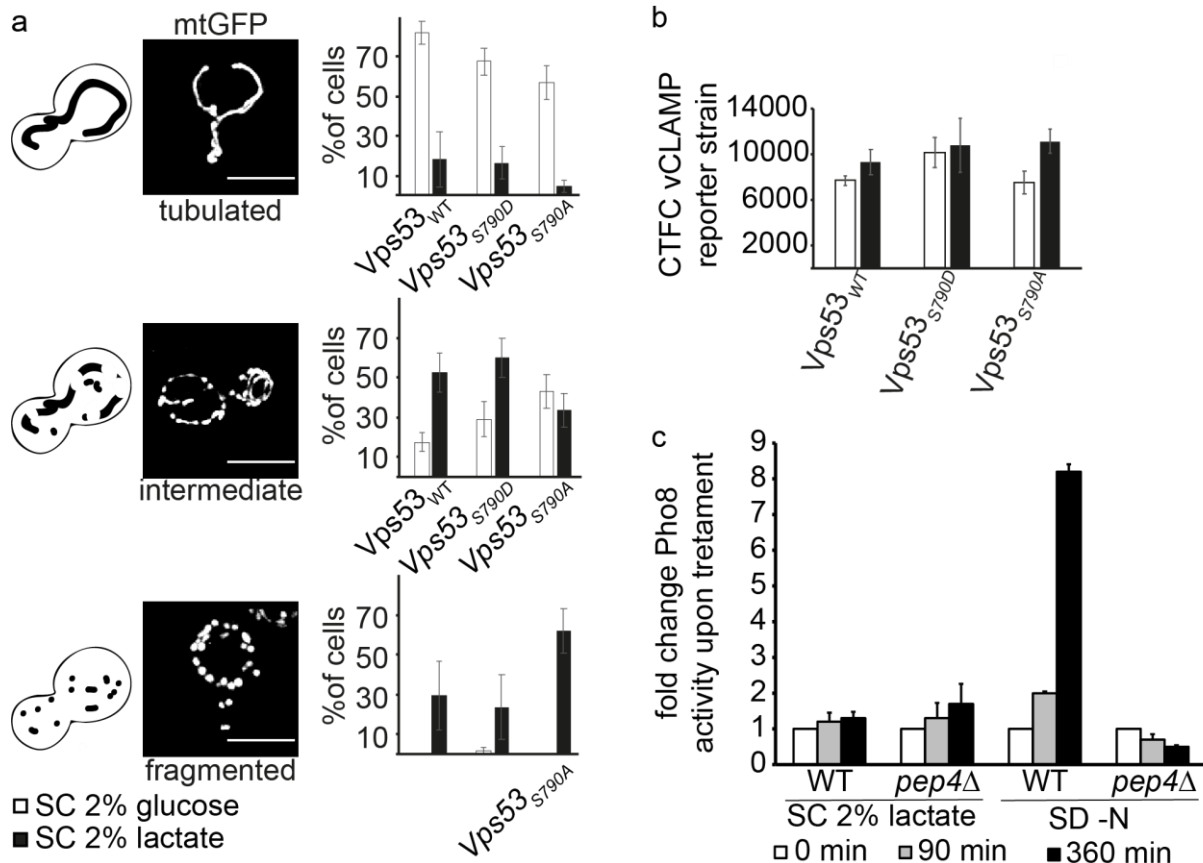 a
mtGFP
tubulated
%of cells
70
50
30
10
Vps53WT
Vps53S790D
Vps53S790A
intermediate
%of cells
70
50
30
10
Vps53WT
Vps53S790D
Vps53S790A
fragmented
%of cells
70
50
30
10
Vps53S790A
SC 2% glucose
SC 2% lactate
b
CTFC vCLAMP
reporter strain
14000
10000
6000
2000
Vps53WT
Vps53S790D
Vps53S790A
c
fold change Pho8
activity upon tretament
9
8
7
6
5
4
3
2
1
0
WT pep4Δ WT pep4Δ
SC 2% lactate SD -N
0 min 90 min 360 min